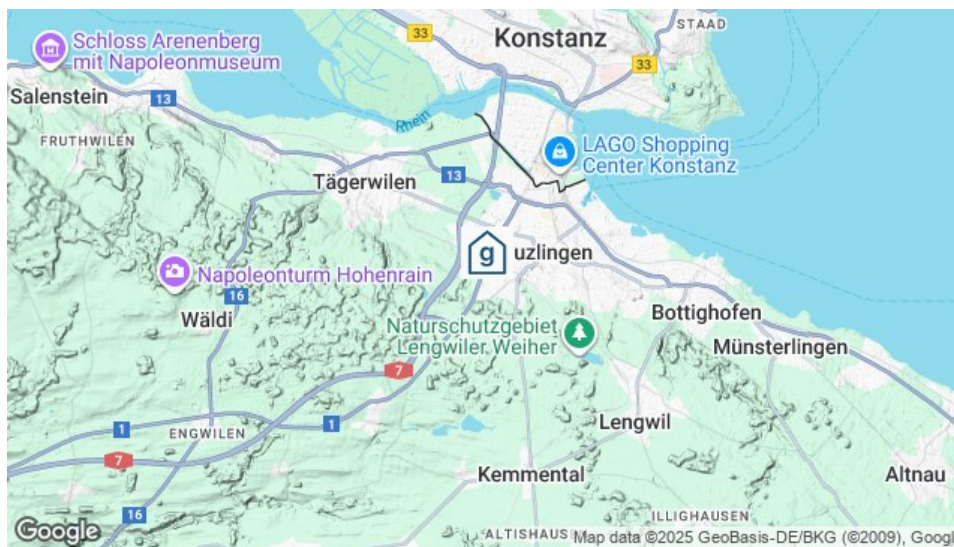 STAAD
33
Konstanz
33
Schloss Arenenberg
mit Napoleonmuseum
Salenstein
13
Rhein
FRUTHWILEN
LAGO Shopping
Center Konstanz
13
Tägerwilen
g
uzlingen
Napoleonturm Hohenrain
16
Wäldi
Bottighofen
Naturschutzgebiet
Lengwiler Weiher
Münsterlingen
7
Lengwil
1
ENGWILEN
1
7
Kemmental
Altnau
16
ILLIGHAUSEN
Google
ALTISHAUSE
Map data ©2025 GeoBasis-DE/BKG (©2009), Googl